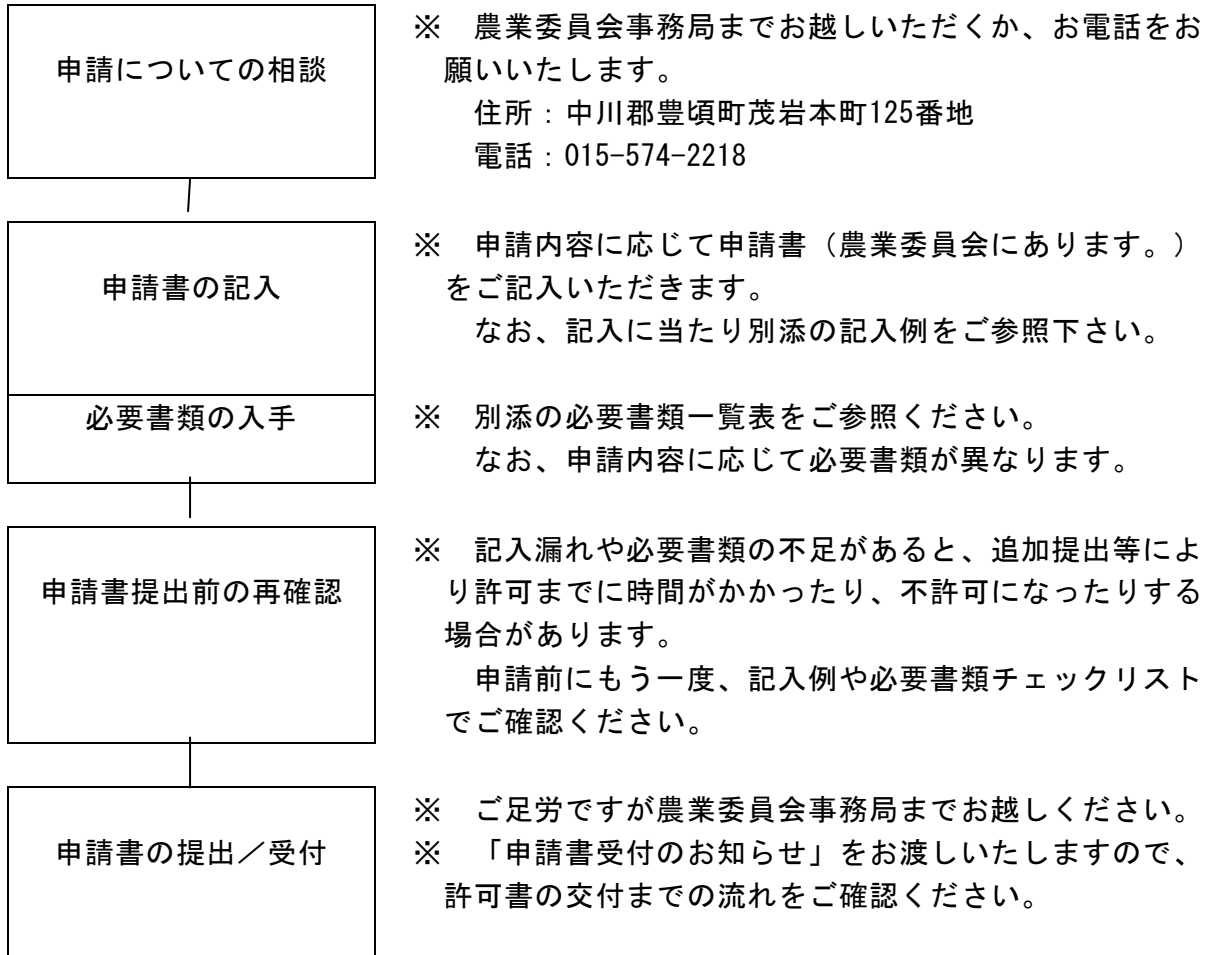 申請についての相談
※　農業委員会事務局までお越しいただくか、お電話をお
願いいたします。
住所：中川郡豊頃町茂岩本町125番地
電話：015-574-2218
申請書の記入
※　申請内容に応じて申請書（農業委員会にあります。）
をご記入いただきます。
なお、記入に当たり別添の記入例をご参照下さい。
必要書類の入手
※　別添の必要書類一覧表をご参照ください。
なお、申請内容に応じて必要書類が異なります。
申請書提出前の再確認
※　記入漏れや必要書類の不足があると、追加提出等によ
り許可までに時間がかかったり、不許可になったりする
場合があります。
申請前にもう一度、記入例や必要書類チェックリスト
でご確認ください。
申請書の提出／受付
※　ご足労ですが農業委員会事務局までお越しください。
※　「申請書受付のお知らせ」をお渡しいたしますので、
許可書の交付までの流れをご確認ください。